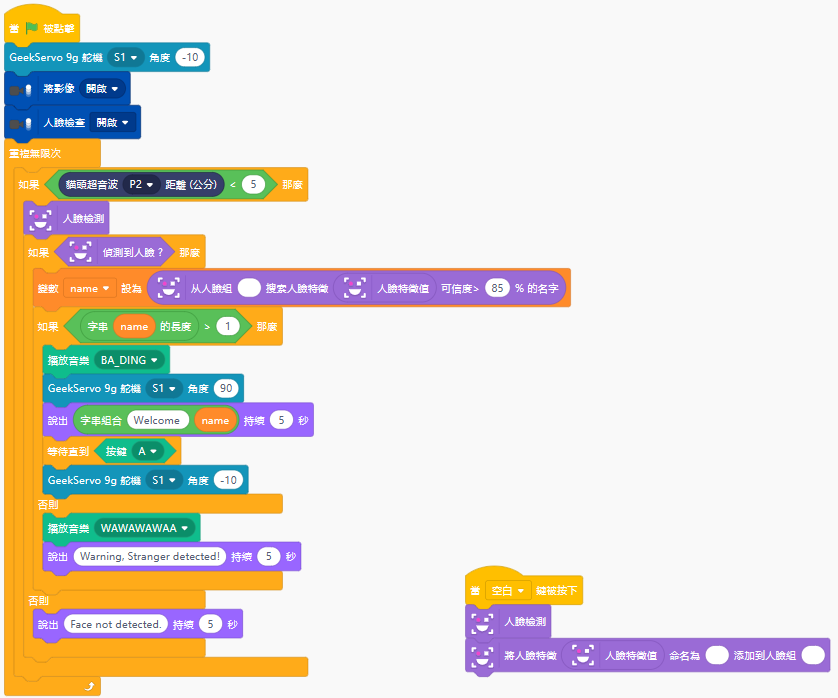 當 被點擊
GeekServo 9g 舵機 S1 角度 -10
將影像 開啟
人臉檢查 開啟
重複無限次
如果 貓頭超音波 P2 距離 (公分) < 5 那麼
人臉檢測
如果 偵測到人臉？ 那麼
變數 name 設為 从人臉組 搜索人臉特徵 人臉特徵值 可信度> 85 % 的名字
如果 字串 name 的長度 > 1 那麼
播放音樂 BA_DING
GeekServo 9g 舵機 S1 角度 90
說出 字串組合 Welcome name 持續 5 秒
等待直到 按鍵 A
GeekServo 9g 舵機 S1 角度 -10
否則
播放音樂 WAWAWAWAA
說出 Warning, Stranger detected! 持續 5 秒
否則
說出 Face not detected. 持續 5 秒
當 空白 鍵被按下
人臉檢測
將人臉特徵 人臉特徵值 命名為 添加到人臉組